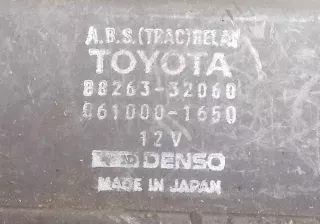 A.B.S.(TRAC)RELAY
TOYOTA
88263-32060
061000-1650
12V
DENSO
MADE IN JAPAN